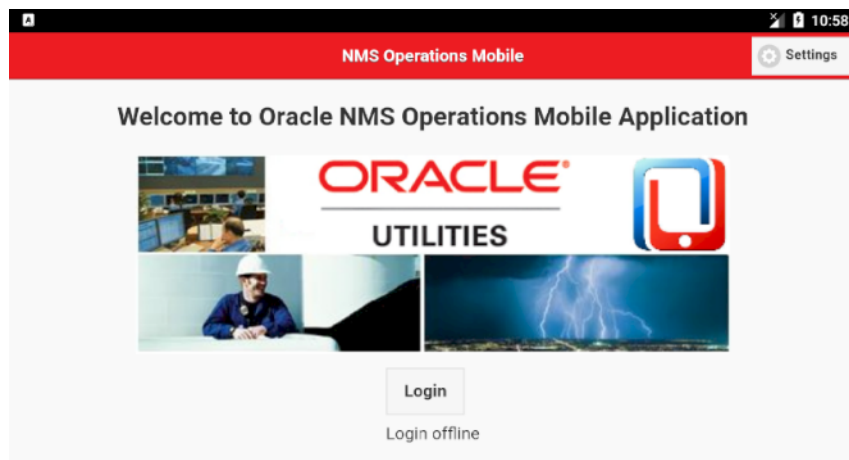 A
10:58
NMS Operations Mobile
Settings
Welcome to Oracle NMS Operations Mobile Application
ORACLE®
UTILITIES
Login
Login offline